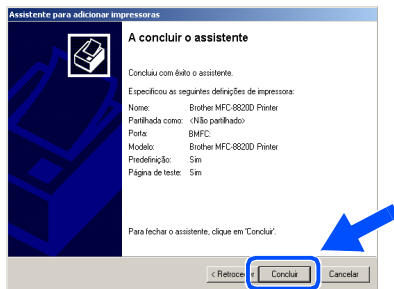 Assistente para adicionar impressoras
A concluir o assistente
Concluiu com êxito o assistente.
Especificou as seguintes definições de impressora:
Nome: Brother MFC-8820D Printer
Partilhada como: <Não partilhado>
Porta: BMFC:
Modelo: Brother MFC-8820D Printer
Predefinição: Sim
Página de teste: Sim
Para fechar o assistente, clique em 'Concluir'.
< Retroceder Concluir Cancelar